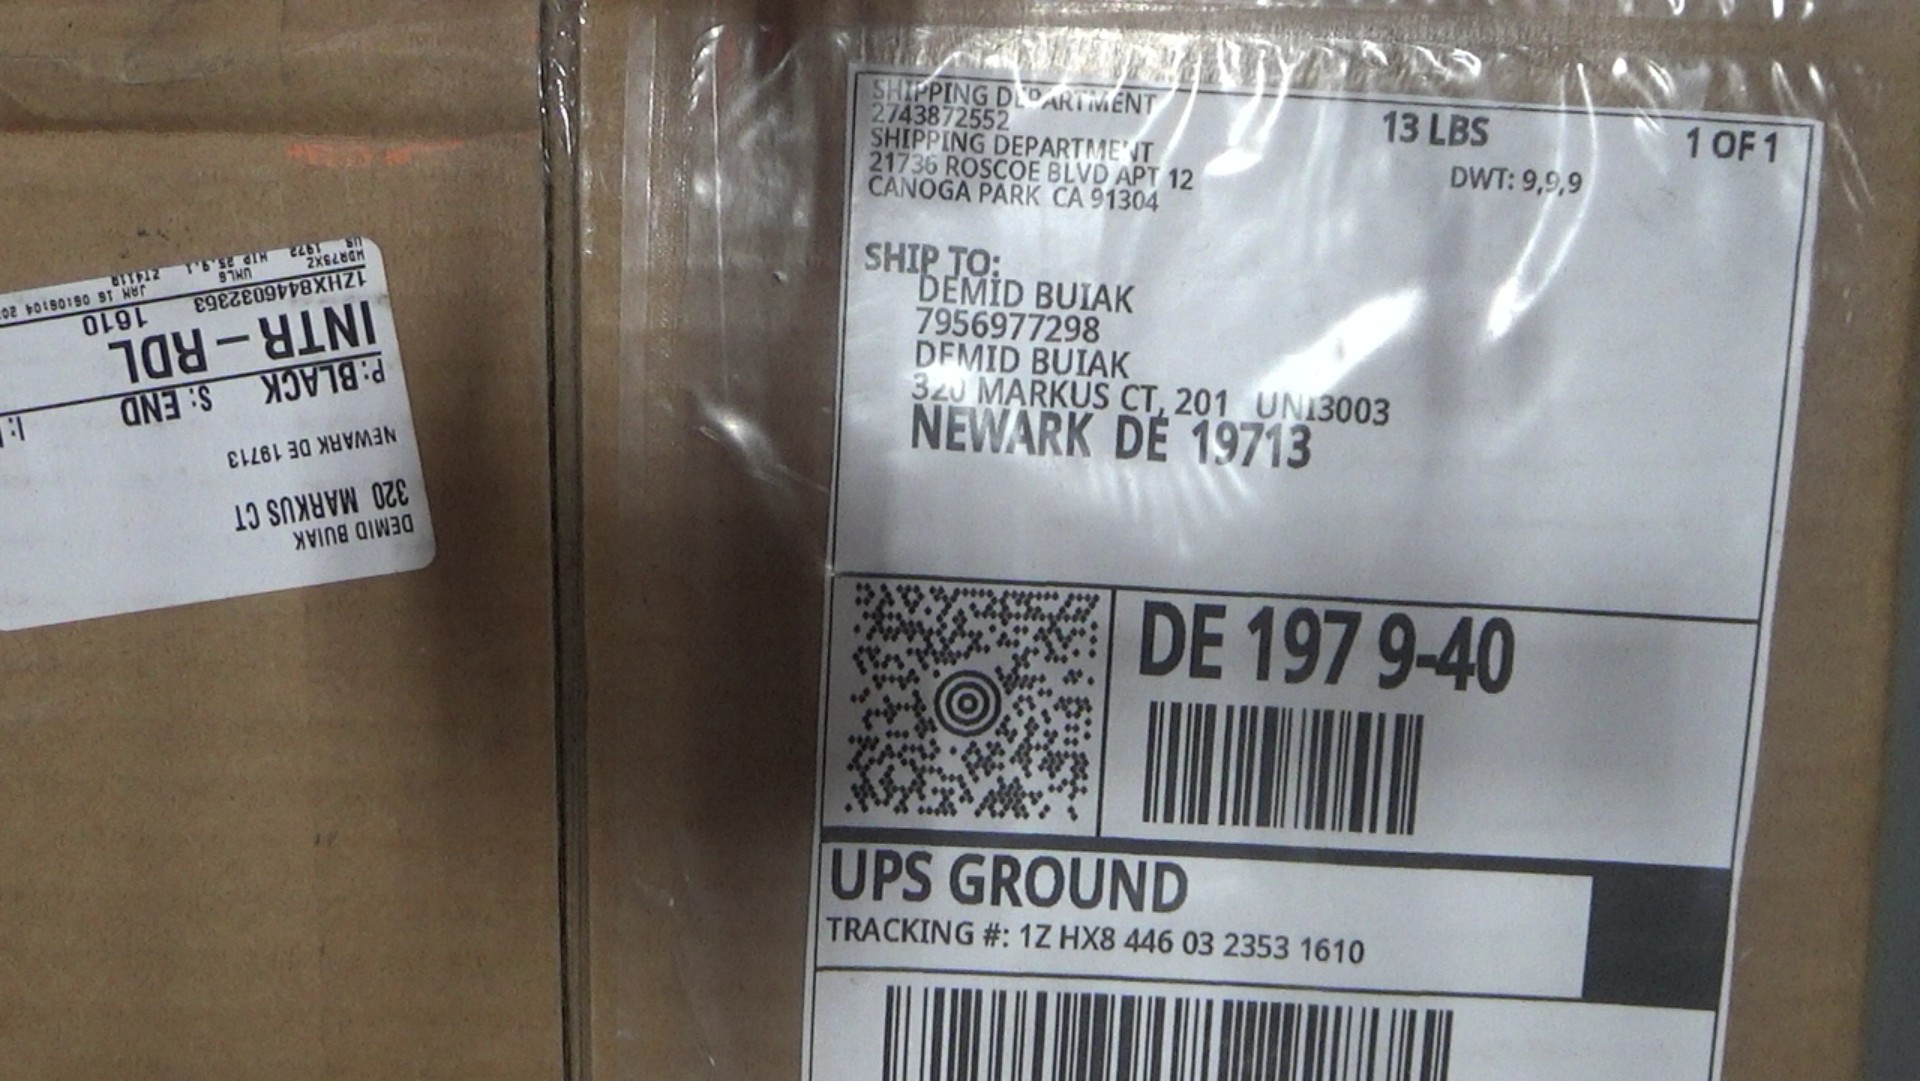 SHIPPING DEPARTMENT
2743872552
SHIPPING DEPARTMENT
21736 ROSCOE BLVD APT 12
CANOGA PARK CA 91304
13 LBS
1 OF 1
DWT: 9,9,9
SHIP TO:
DEMID BUIAK
7956977298
DEMID BUIAK
320 MARKUS CT, 201 UNI3003
NEWARK DE 19713
DE 197 9-40
UPS GROUND
TRACKING #: 1Z HX8 446 03 2353 1610
DEMID BUIAK
320 MARKUS CT
NEWARK DE 19713
P: BLACK S: END I:
INTR-RDL
1610